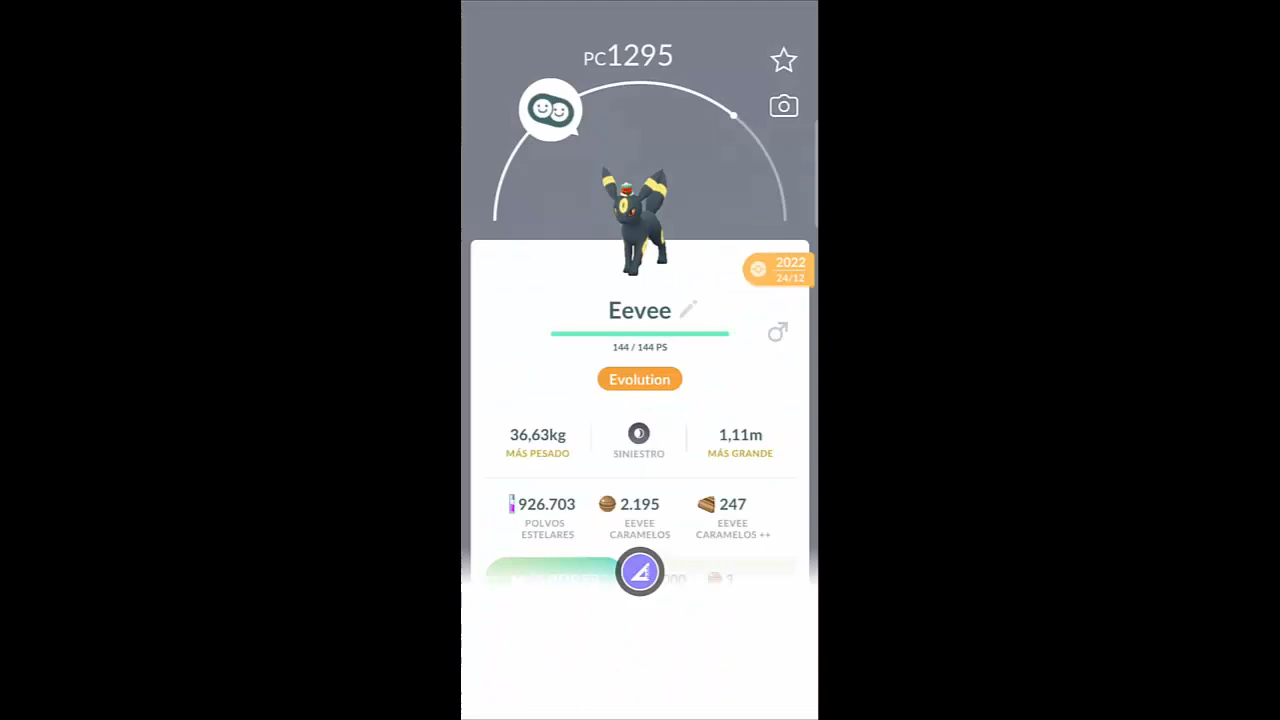 PC1295
2022
24/12
Eevee
144 / 144 PS
Evolution
36,63kg
1,11m
MÁS PESADO
SINIESTRO
MÁS GRANDE
926.703
2.195
247
POLVOS
ESTELARES
EEVEE
CARAMELOS
EEVEE
CARAMELOS ++